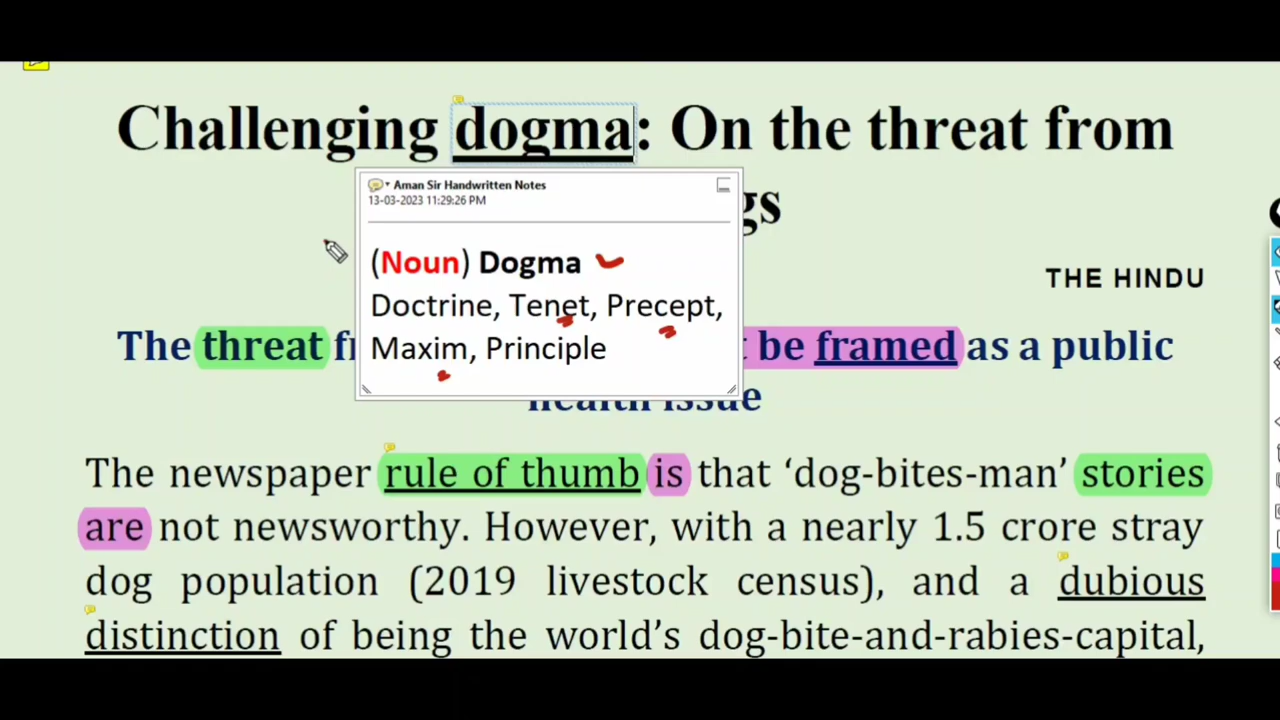 Challenging dogma: On the threat from
gs
Aman Sir Handwritten Notes
13-03-2023 11:29:26 PM
(Noun) Dogma
Doctrine, Tenet, Precept,
Maxim, Principle
THE HINDU
The threat be framed as a public
health issue
The newspaper rule of thumb is that ‘dog-bites-man’ stories
are not newsworthy. However, with a nearly 1.5 crore stray
dog population (2019 livestock census), and a dubious
distinction of being the world’s dog-bite-and-rabies-capital,